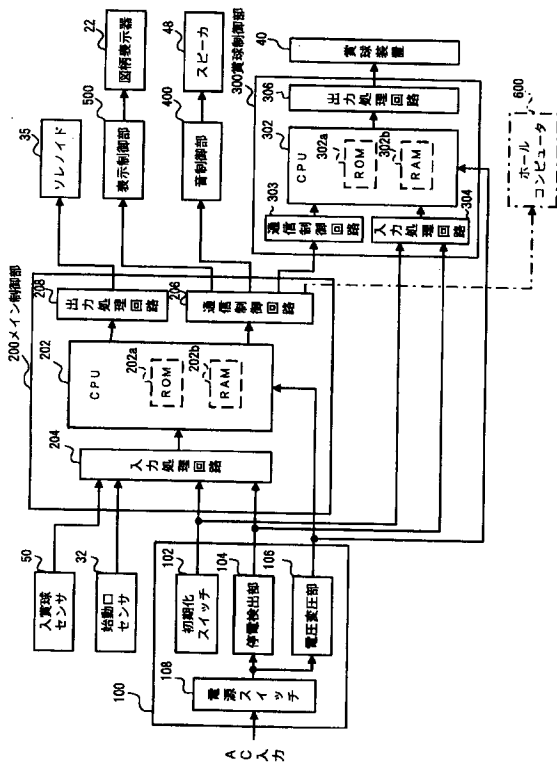 AC入力
100
108
電源スイッチ
102
初期化スイッチ
104
停電検出部
106
電圧変圧部
50
入賞球センサ
32
始動口センサ
200メイン制御部
204
入力処理回路
202
CPU
202a
ROM
202b
RAM
208
出力処理回路
206
通信制御回路
35
ソレノイド
500
表示制御部
22
図柄表示器
400
音制御部
48
スピーカ
300賞球制御部
303
通信制御回路
304
入力処理回路
302
CPU
302a
ROM
302b
RAM
306
出力処理回路
40
賞球装置
600
ホール
コンピュータ